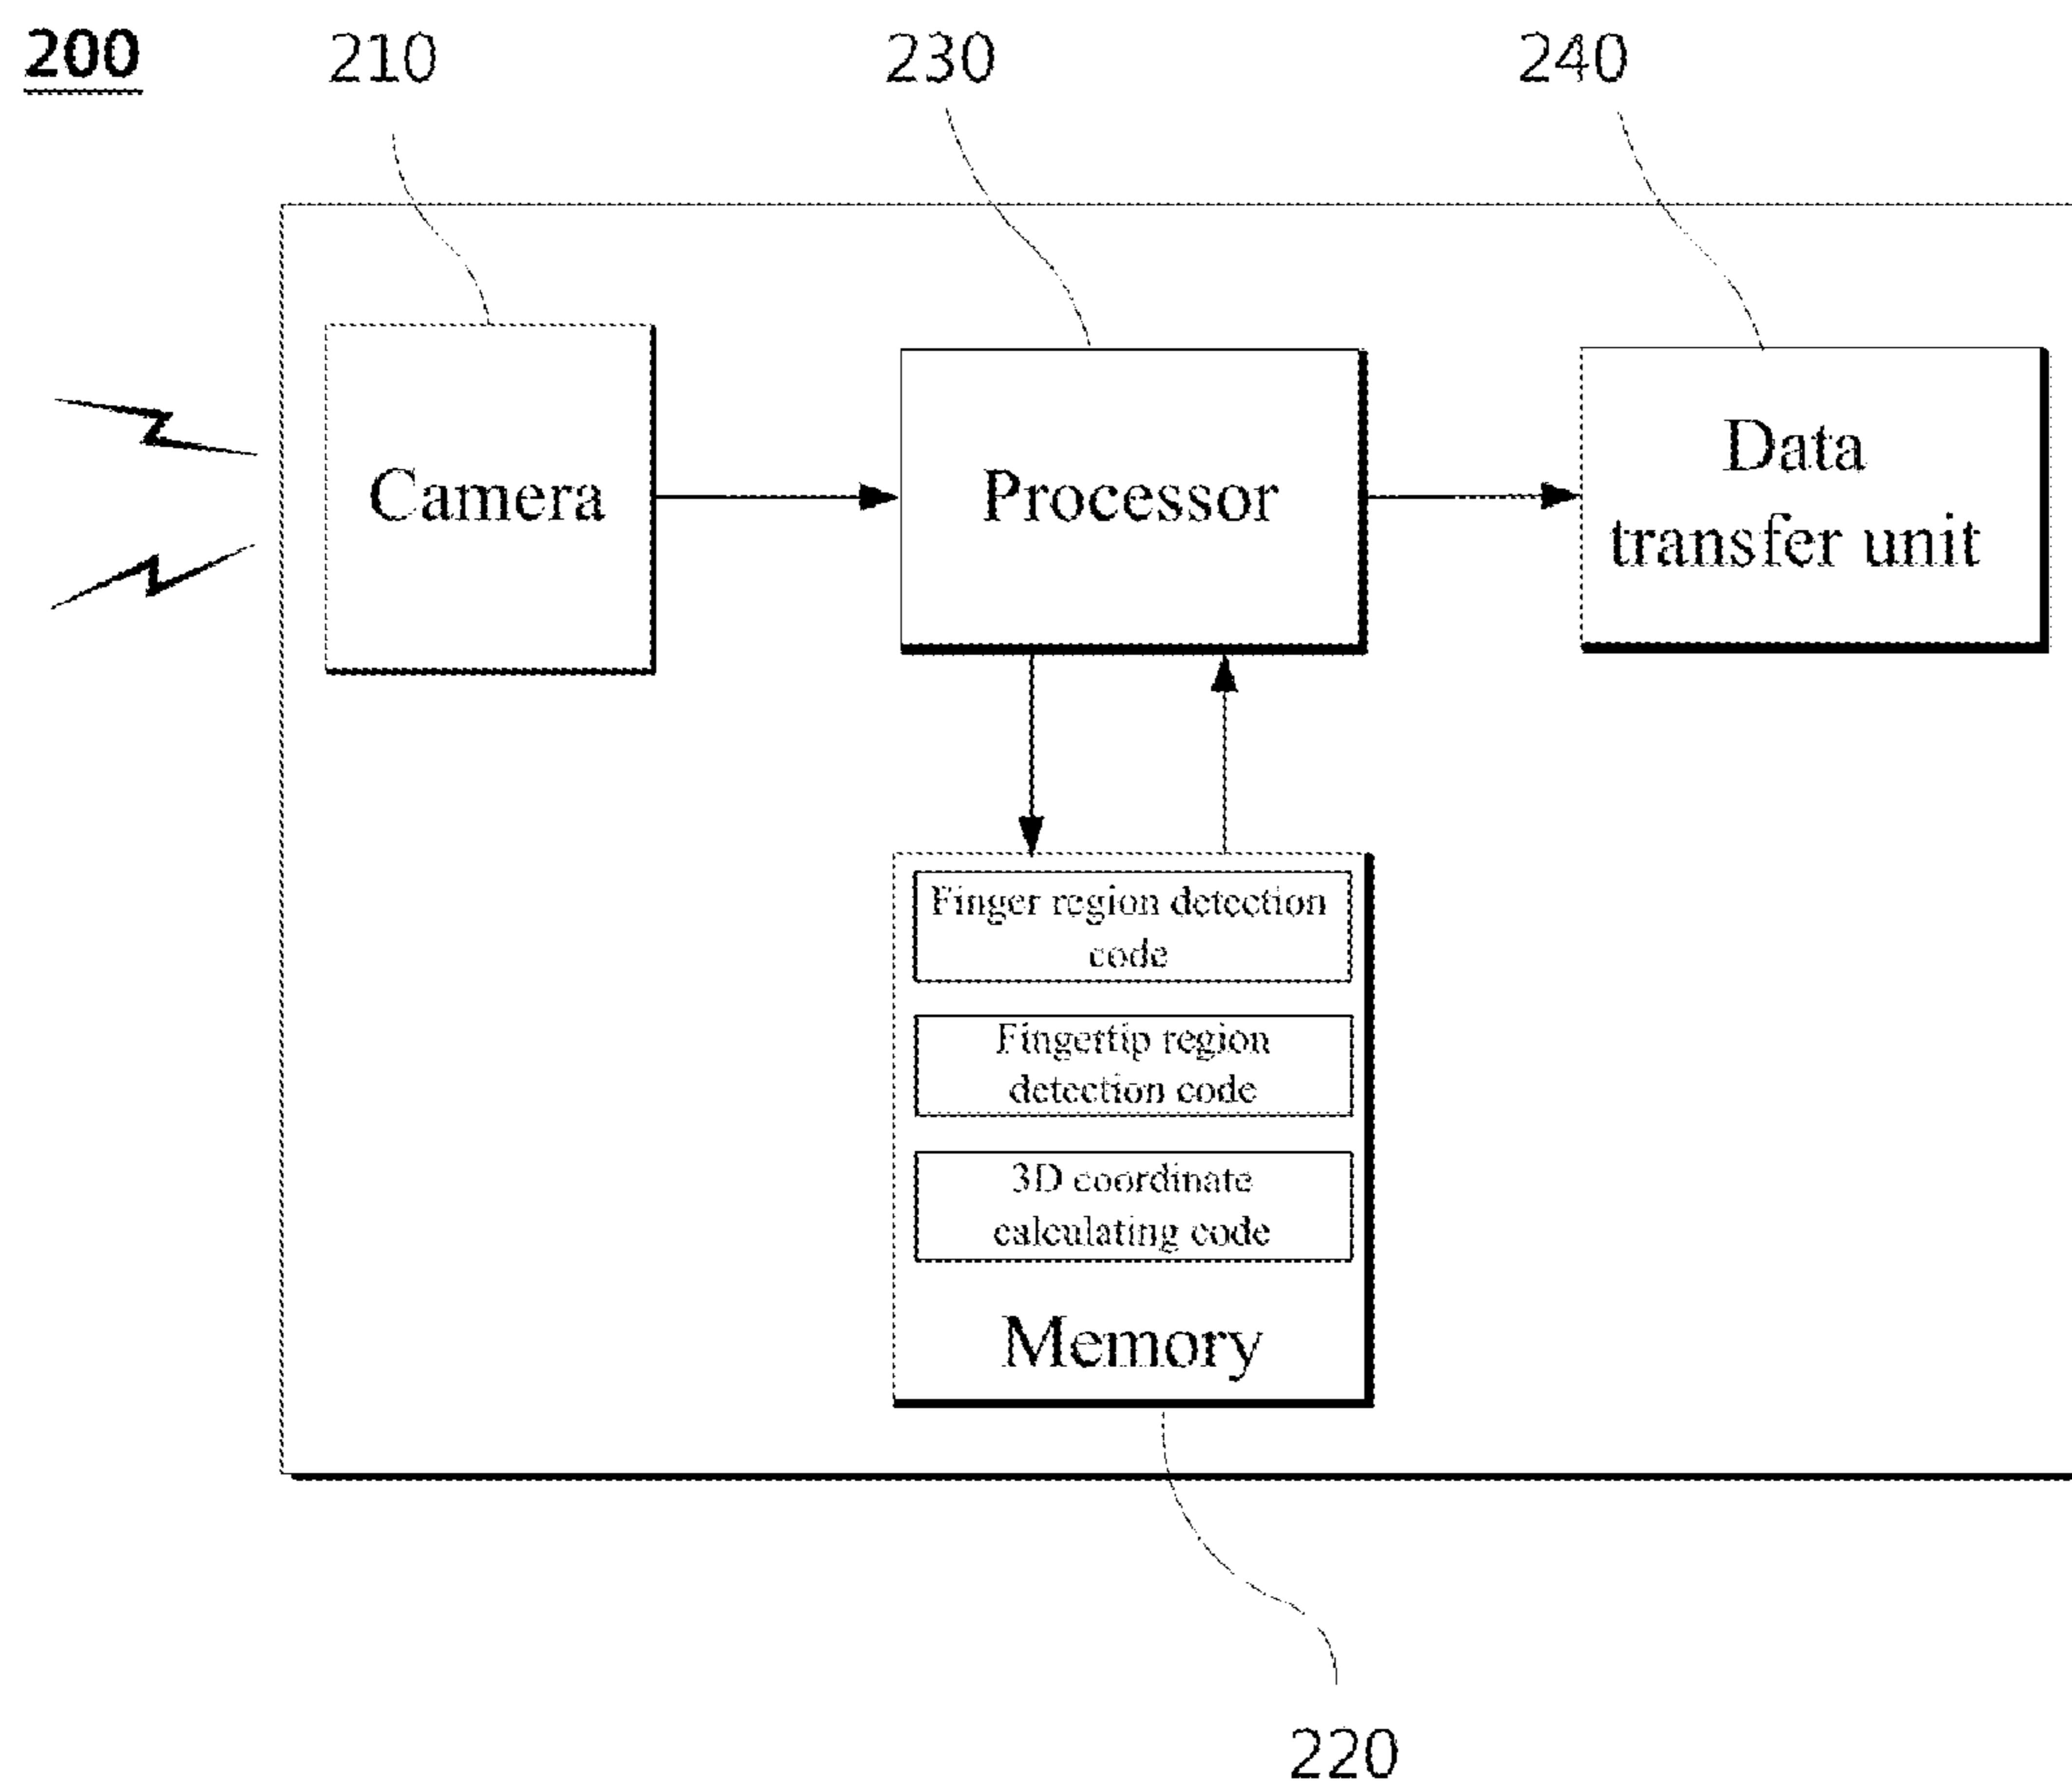 200
210
230
240
Camera
Processor
Data
transfer unit
Finger region detection
code
Fingertip region
detection code
3D coordinate
calculating code
Memory
220